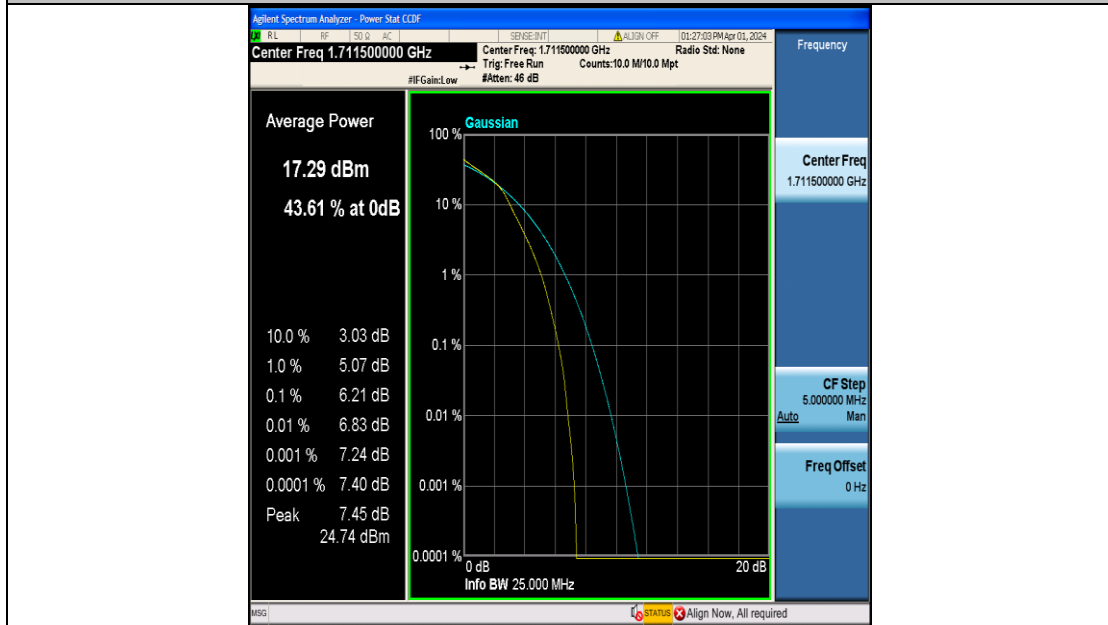 Agilent Spectrum Analyzer - Power Stat CCDF
RL RF 50 Ω AC SENSE:INT ALIGN OFF 01:27:03 PM Apr 01, 2024
Center Freq 1.711500000 GHz
Center Freq: 1.711500000 GHz Radio Std: None
Trig: Free Run Counts:10.0 M/10.0 Mpt
#IFGain:Low #Atten: 46 dB
Average Power
17.29 dBm
43.61 % at 0dB
10.0 % 3.03 dB
1.0 % 5.07 dB
0.1 % 6.21 dB
0.01 % 6.83 dB
0.001 % 7.24 dB
0.0001 % 7.40 dB
Peak 7.45 dB
24.74 dBm
Gaussian
100 %
10 %
1 %
0.1 %
0.01 %
0.001 %
0.0001 %
0 dB 20 dB
Info BW 25.000 MHz
Frequency
Center Freq
1.711500000 GHz
CF Step
5.000000 MHz
Auto Man
Freq Offset
0 Hz
MSG STATUS Align Now, All required